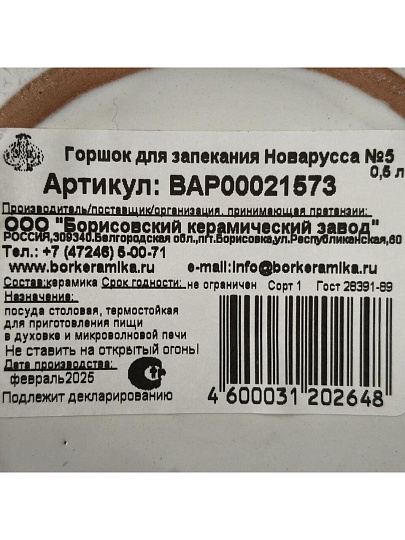 Горшок для запекания Новарусса №5
0,5 л
Артикул: ВАР00021573
Производитель/поставщик/организация, принимающая претензии:
ООО "Борисовский керамический завод"
РОССИЯ,309340.Белгородская обл.,пгт.Борисовка,ул.Республиканская,60
Тел.: +7 (47246) 5-00-71
www.borkeramika.ru e-mail:info@borkeramika.ru
Состав:керамика Срок годности: не ограничен Сорт 1 Гост 28391-89
Назначение:
посуда столовая, термостойкая
для приготовления пищи
в духовке и микроволновой печи
Не ставить на открытый огонь!
Дата производства:
февраль2025
Подлежит декларированию
4 600031 202648